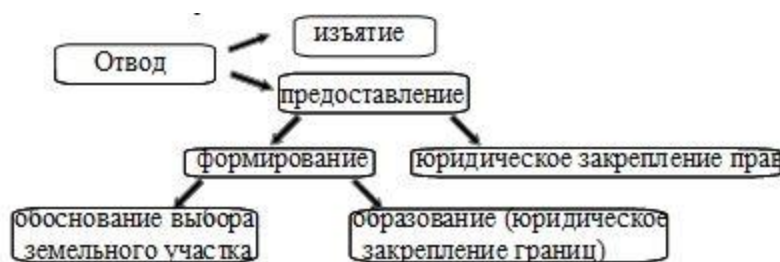 изъятие
Отвод
предоставление
формирование
юридическое закрепление прав
обоснование выбора
земельного участка
образование (юридическое
закрепление границ)